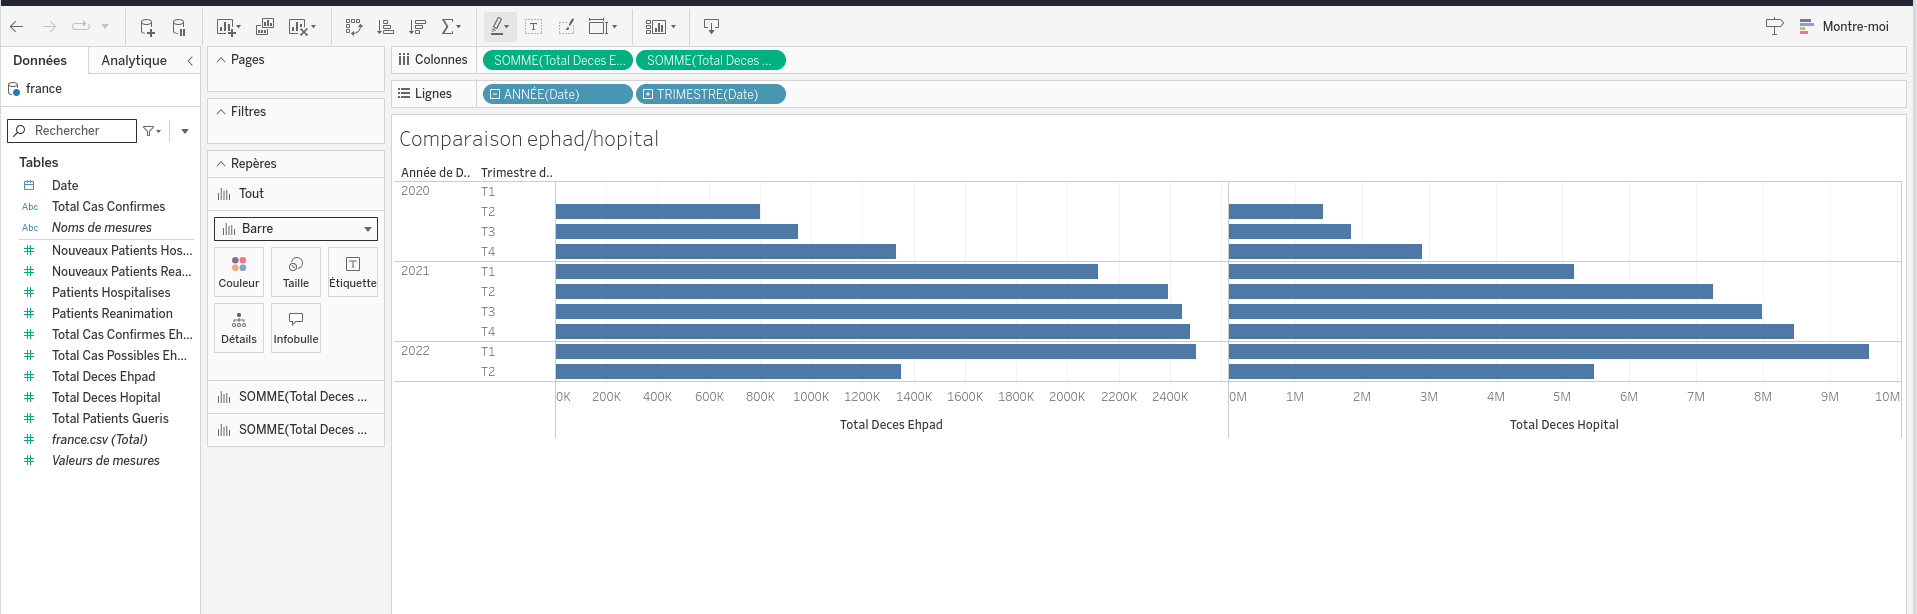 Montre-moi
Données
Analytique
france
Rechercher
Tables
Date
Abc Total Cas Confirmes
Abc Noms de mesures
Nouveaux Patients Hos...
Nouveaux Patients Rea...
Patients Hospitalises
Patients Reanimation
Total Cas Confirmes Eh...
Total Cas Possibles Eh...
Total Deces Ehpad
Total Deces Hopital
Total Patients Gueris
france.csv (Total)
Valeurs de mesures
Pages
Filtres
Repères
Tout
Barre
Couleur Taille Étiquette
Détails Infobulle
SOMME(Total Deces ...
SOMME(Total Deces ...
Colonnes SOMME(Total Deces E... SOMME(Total Deces ...
Lignes ANNÉE(Date) TRIMESTRE(Date)
Comparaison ephad/hopital
Année de D.. Trimestre d..
2020 T1
T2
T3
T4
2021 T1
T2
T3
T4
2022 T1
T2
0K 200K 400K 600K 800K 1000K 1200K 1400K 1600K 1800K 2000K 2200K 2400K 0M 1M 2M 3M 4M 5M 6M 7M 8M 9M 10M
Total Deces Ehpad Total Deces Hopital